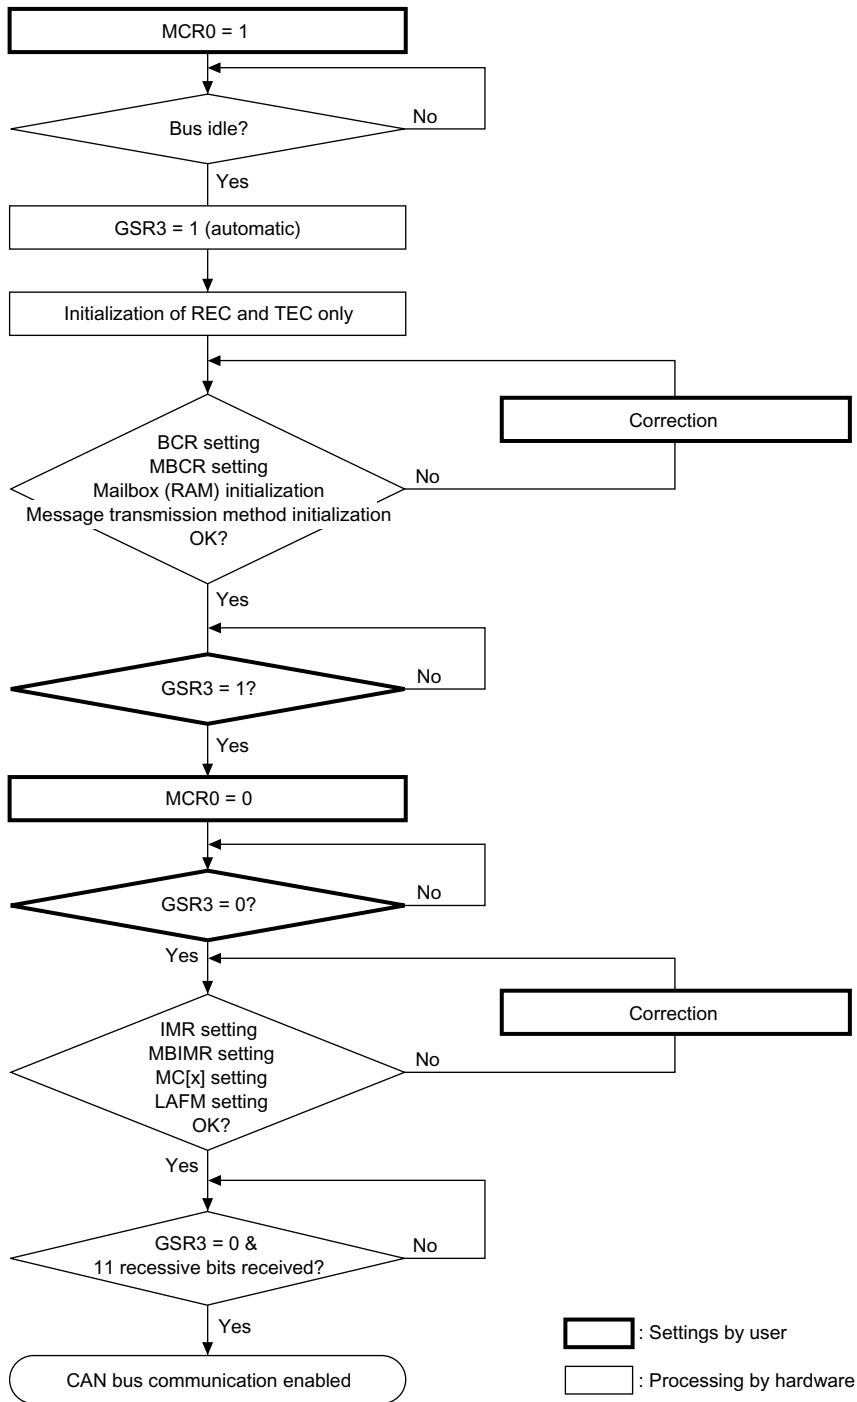 MCR0 = 1
Bus idle?
No
Yes
GSR3 = 1 (automatic)
Initialization of REC and TEC only
Correction
BCR setting
MBCR setting
Mailbox (RAM) initialization
Message transmission method initialization
OK?
No
Yes
GSR3 = 1?
No
Yes
MCR0 = 0
GSR3 = 0?
No
Yes
Correction
IMR setting
MBIMR setting
MC[x] setting
LAFM setting
OK?
No
Yes
GSR3 = 0 &
11 recessive bits received?
No
Yes
CAN bus communication enabled
: Settings by user
: Processing by hardware